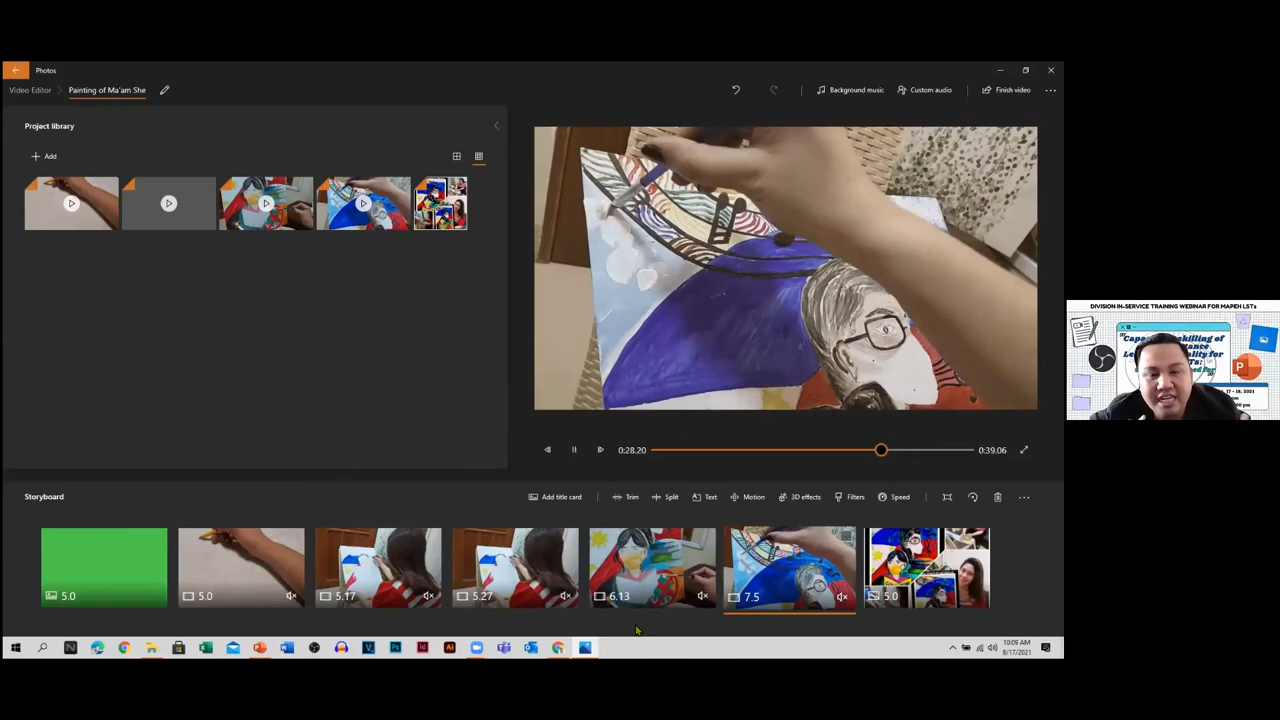 Photos
Video Editor
Painting of Ma'am She
Background music
Custom audio
Finish video
Project library
Add
0:28.20
0:39.06
Storyboard
Add title card
Trim
Split
Text
Motion
3D effects
Filters
Speed
5.0
5.0
5.17
5.27
6.13
7.5
5.0
10:09 AM
8/17/2021
DIVISION IN-SERVICE TRAINING WEBINAR FOR MAPEH LSTs